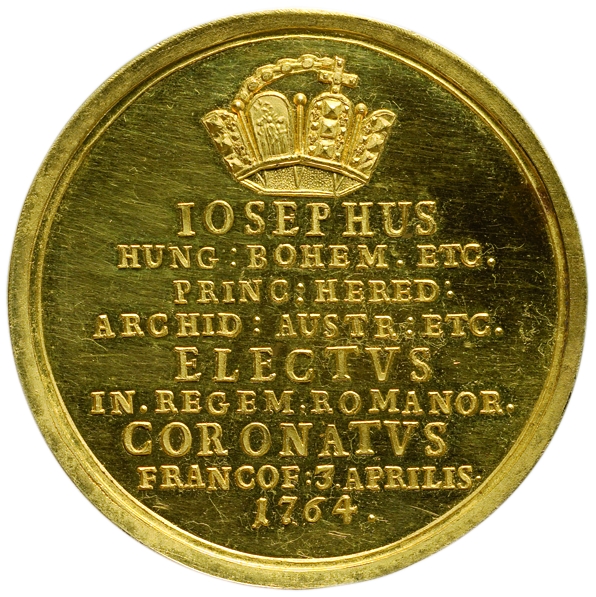 IOSEPHUS
HUNG : BOHEM. ETC.
PRINC : HERED :
ARCHID : AUSTR : ETC.
ELECTVS
IN. REGEM. ROMANOR.
CORONATVS
FRANCOF : 3. APRILIS.
1764.